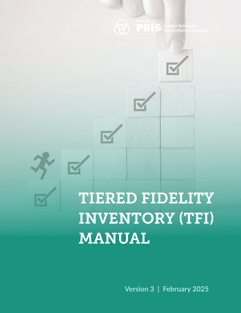 PBIS
TIERED FIDELITY
INVENTORY (TFI)
MANUAL
Version 3 | February 2025